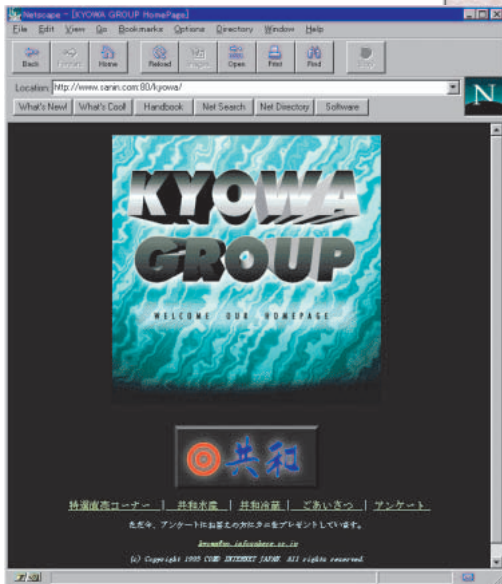 Netscape - [KYOWA GROUP HomePage]
File Edit View Go Bookmarks Options Directory Window Help
Back Forward Home Reload Images Open Print Find Stop
Location: http://www.sanin.com:80/kyowa/
N
What's New! What's Cool! Handbook Net Search Net Directory Software
KYOWA
GROUP
WELCOME OUR HOMEPAGE
共和
特選直売コーナー | 共和水産 | 共和冷蔵 | ごあいさつ | アンケート
ただ今、アンケートにお答えの方にカニをプレゼントしています。
(c) Copyright 1995 COMO INTERNET JAPAN All rights reserved